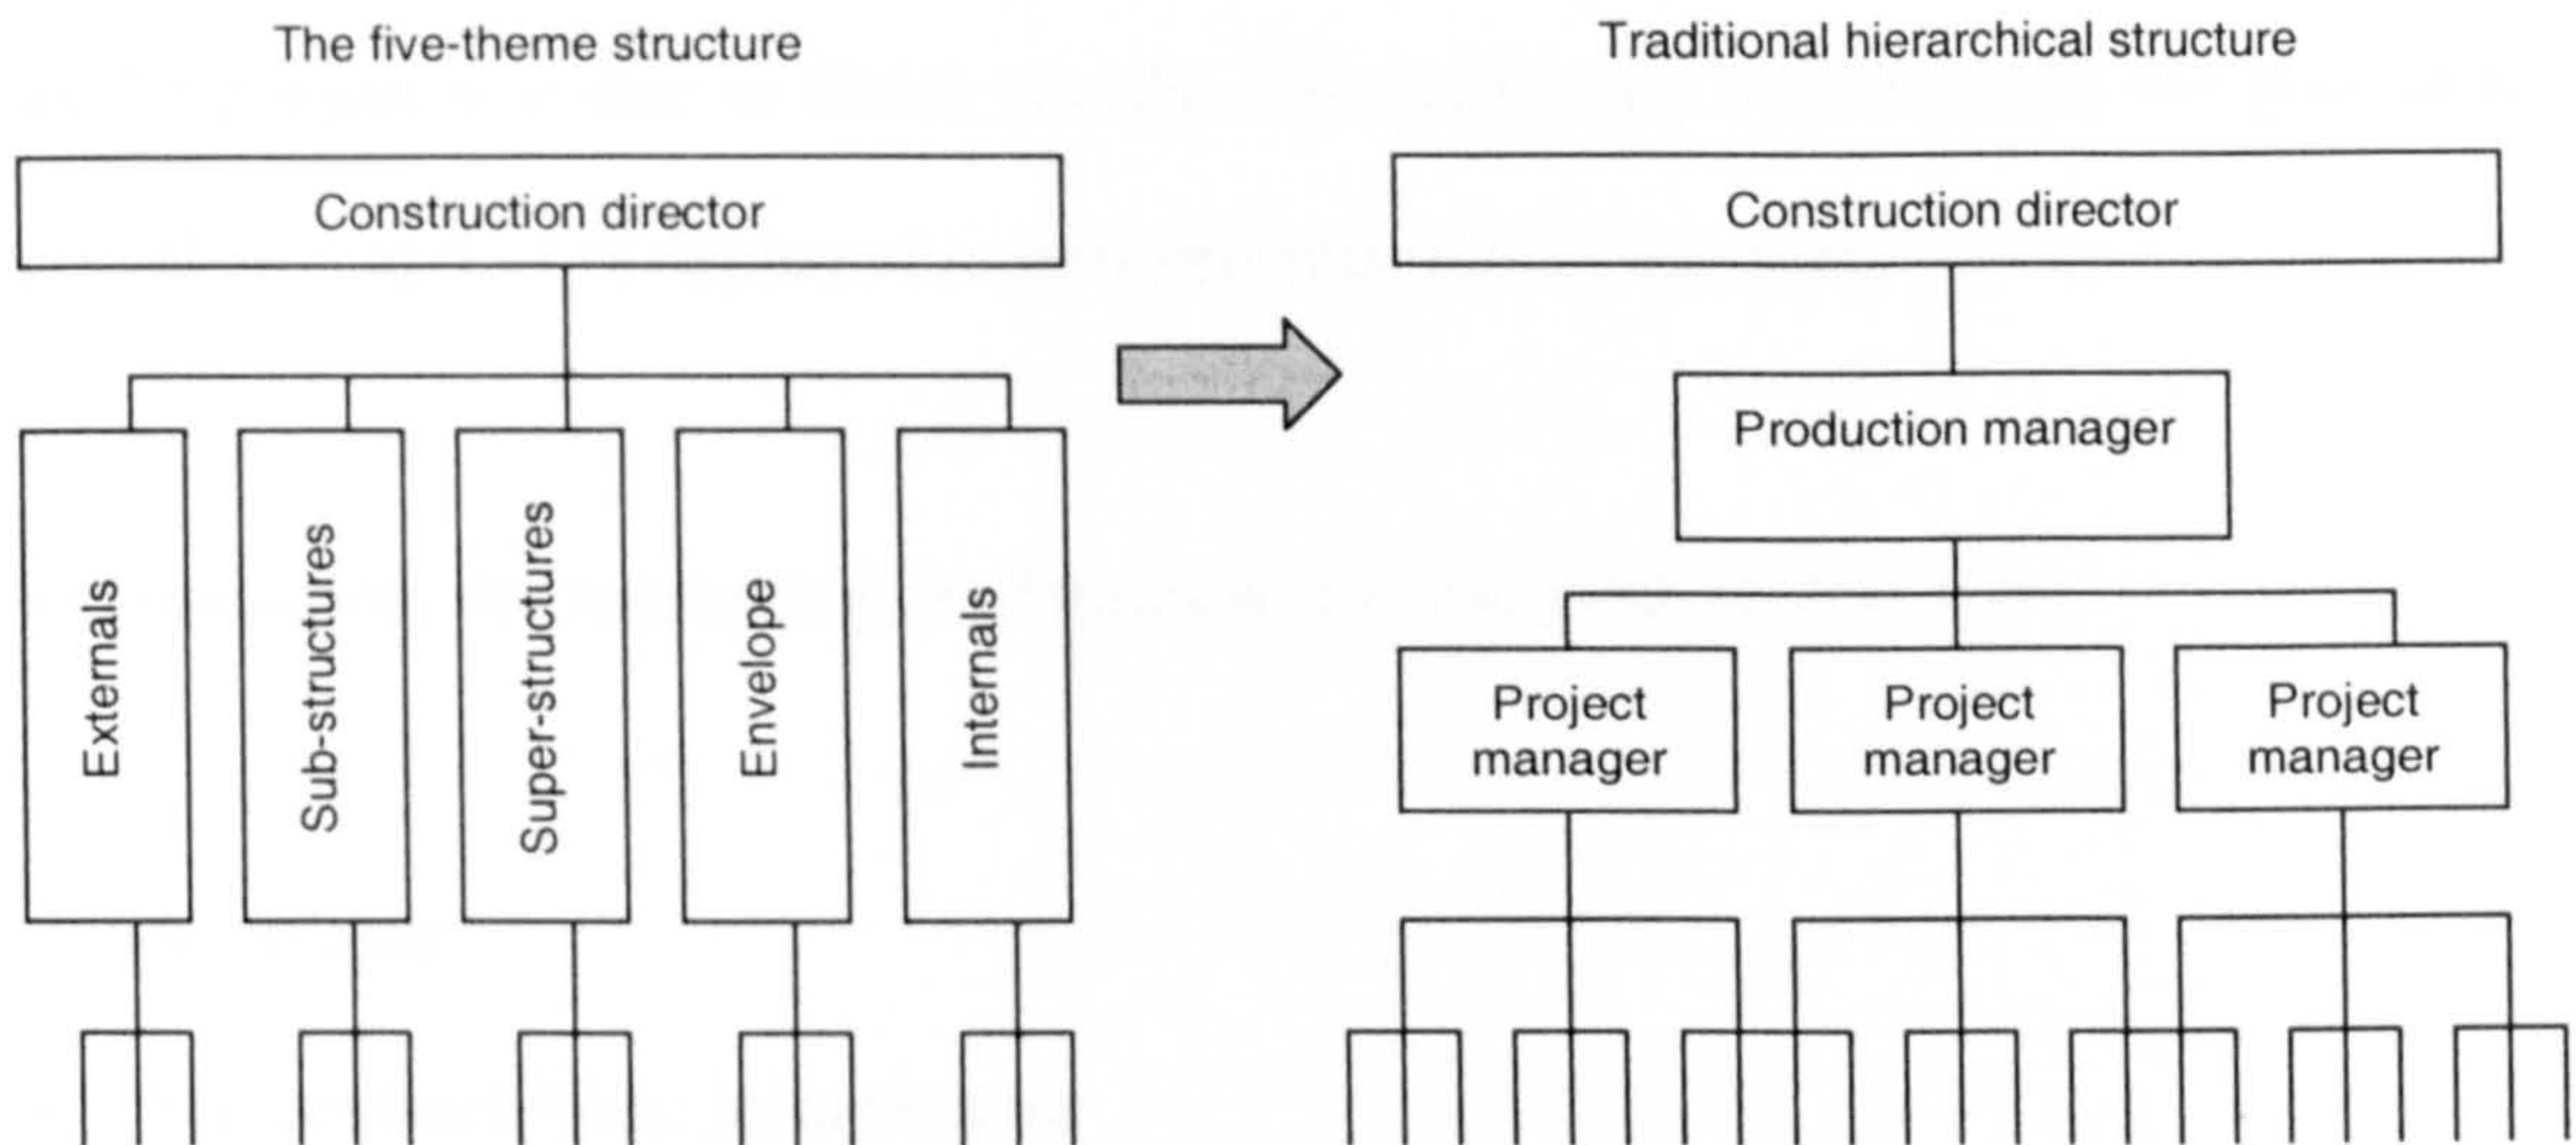 The five-theme structure
Construction director
Externals
Sub-structures
Super-structures
Envelope
Internals
Traditional hierarchical structure
Construction director
Production manager
Project
manager
Project
manager
Project
manager